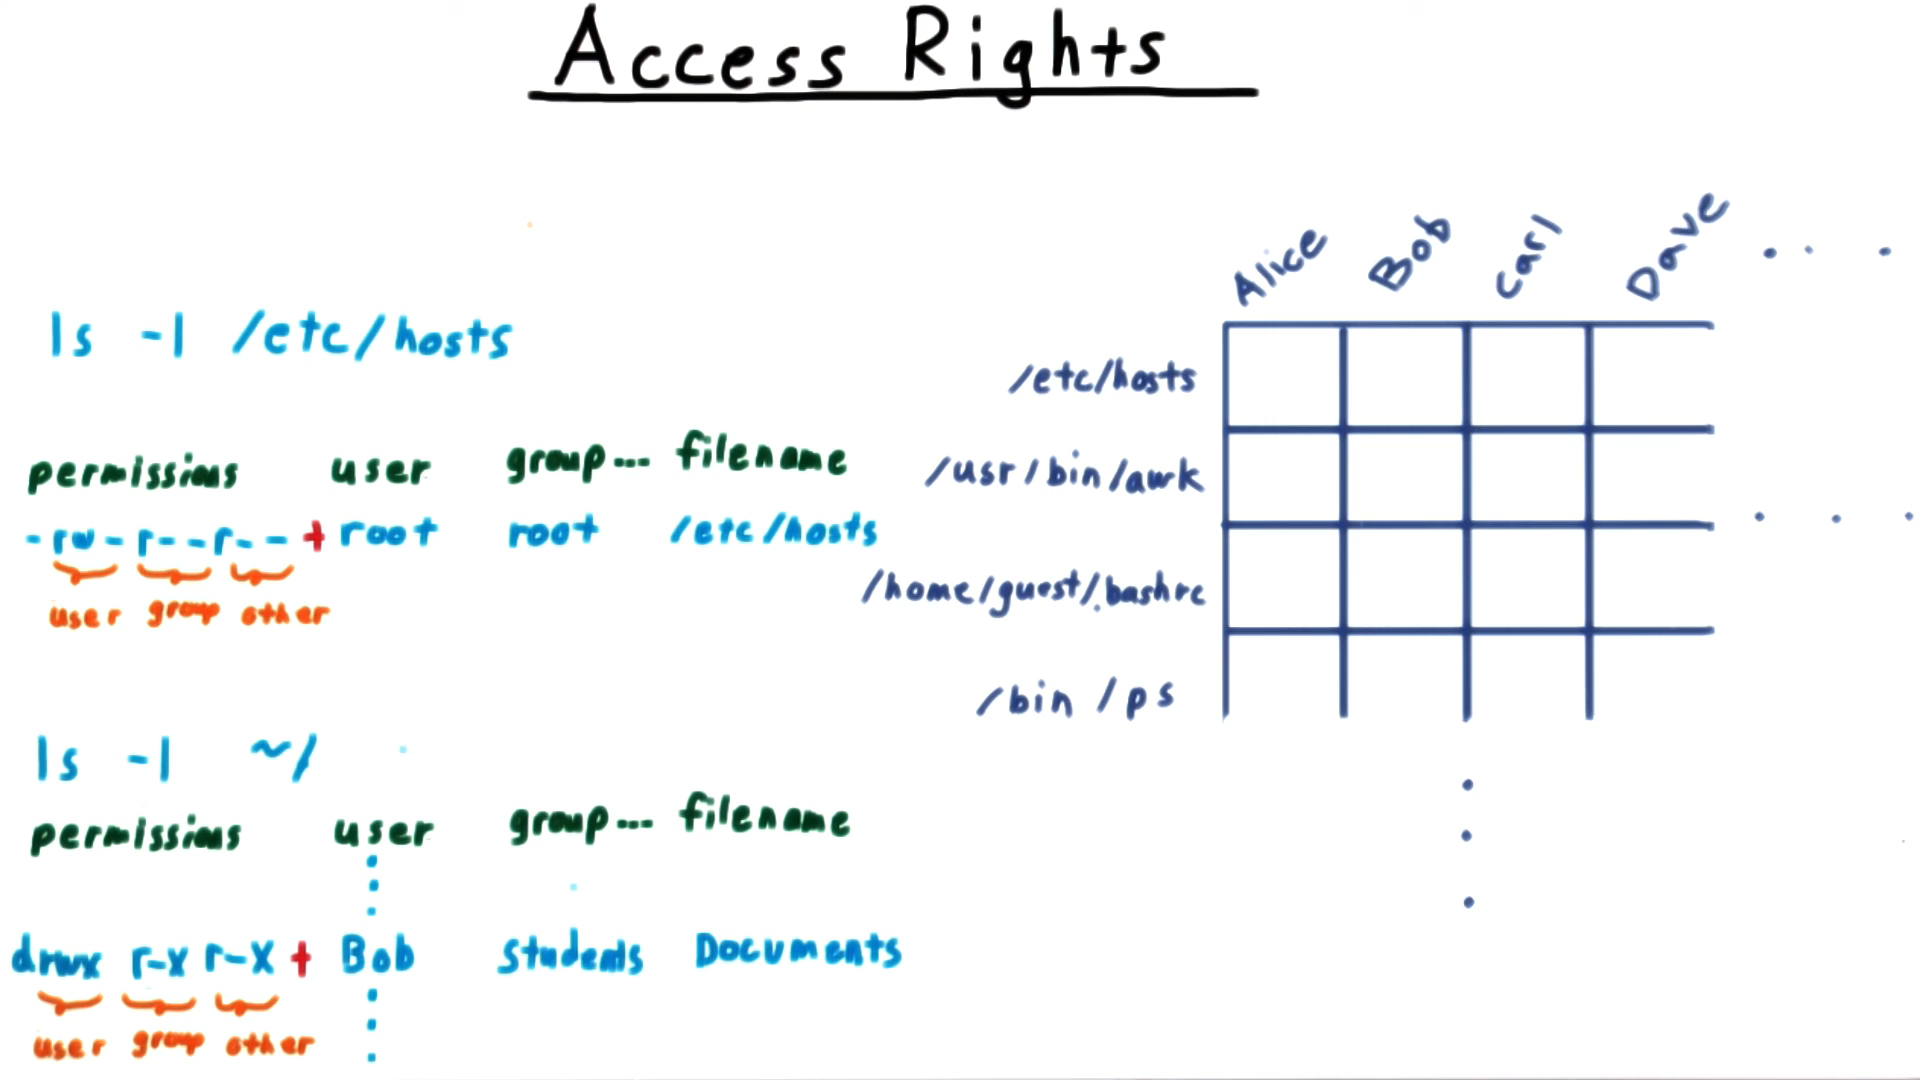 Access Rights
ls -l /etc/hosts
permissions user group... filename
-rw-r--r--+ root root /etc/hosts
user group other
ls -l ~/
permissions user group... filename
drwx r-x r-x + Bob students Documents
user group other
Alice Bob Carl Dave . . .
/etc/hosts
/usr/bin/awk
/home/guest/.bashrc
/bin/ps